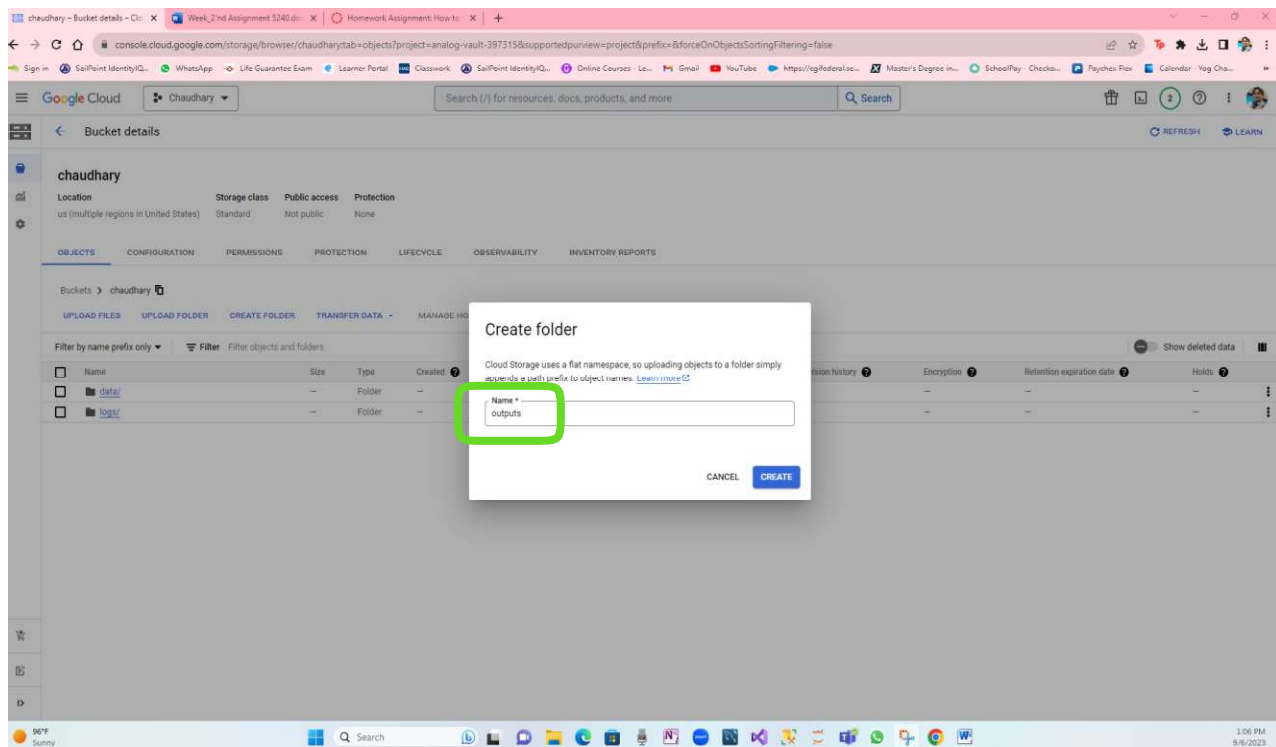 chaudhary – Bucket details – Clo
Week_2'nd Assignment 5240.do
Homework Assignment: How to
console.cloud.google.com/storage/browser/chaudhary;tab=objects?project=analog-vault-397315&supportedpurview=project&prefix=&forceOnObjectsSortingFiltering=false
Sign in
SailPoint IdentityIQ...
WhatsApp
Life Guarantee Exam
Learner Portal
Classwork
SailPoint IdentityIQ...
Online Courses - Le...
Gmail
YouTube
https://cgifederal.se...
Master's Degree in...
SchoolPay - Checko...
Paychex Flex
Calendar - Yog Cha...
Google Cloud
Chaudhary
Search (/) for resources, docs, products, and more
Search
2
Bucket details
REFRESH
LEARN
chaudhary
Location Storage class Public access Protection
us (multiple regions in United States) Standard Not public None
OBJECTS CONFIGURATION PERMISSIONS PROTECTION LIFECYCLE OBSERVABILITY INVENTORY REPORTS
Buckets > chaudhary
UPLOAD FILES UPLOAD FOLDER CREATE FOLDER TRANSFER DATA MANAGE HO
Filter by name prefix only Filter Filter objects and folders Show deleted data
Name Size Type Created rsion history Encryption Retention expiration date Holds
data/ – Folder – – – –
logs/ – Folder – – – –
Create folder
Cloud Storage uses a flat namespace, so uploading objects to a folder simply
appends a path prefix to object names. Learn more
Name *
outputs
CANCEL CREATE
96°F
Sunny
Search
1:06 PM
9/6/2023